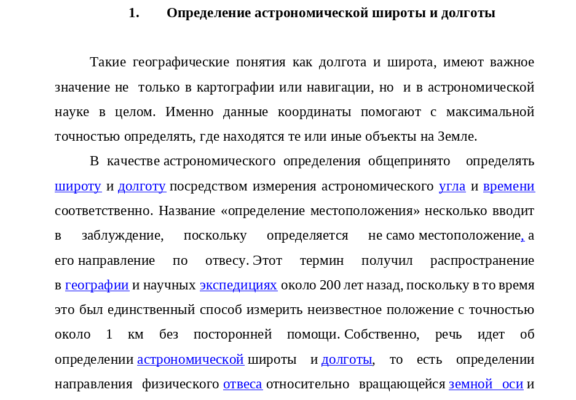 1. Определение астрономической широты и долготы
Такие географические понятия как долгота и широта, имеют важное
значение не только в картографии или навигации, но и в астрономической
науке в целом. Именно данные координаты помогают с максимальной
точностью определять, где находятся те или иные объекты на Земле.
В качестве астрономического определения общепринято определять
широту и долготу посредством измерения астрономического угла и времени
соответственно. Название «определение местоположения» несколько вводит
в заблуждение, поскольку определяется не само местоположение, а
его направление по отвесу. Этот термин получил распространение
в географии и научных экспедициях около 200 лет назад, поскольку в то время
это был единственный способ измерить неизвестное положение с точностью
около 1 км без посторонней помощи. Собственно, речь идет об
определении астрономической широты и долготы, то есть определении
направления физического отвеса относительно вращающейся земной оси и